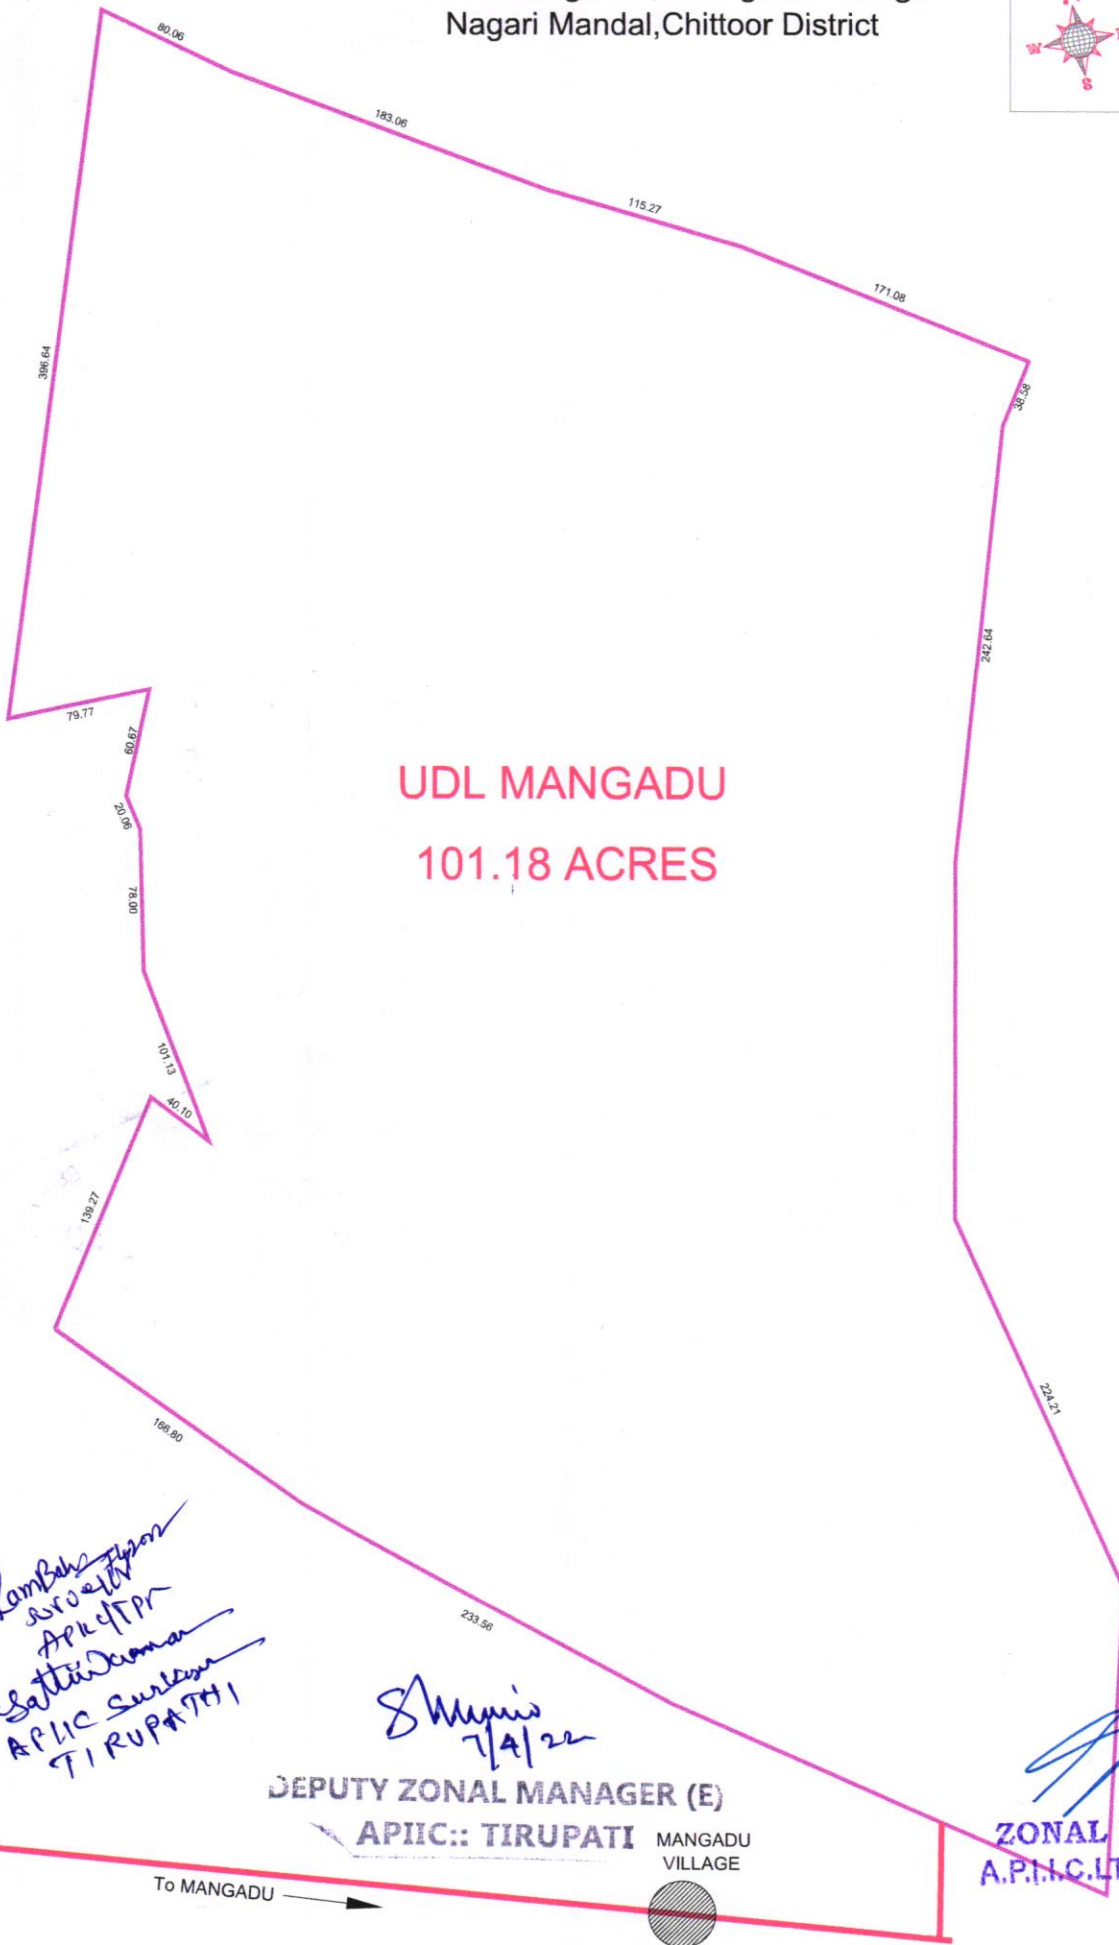 Nagari Mandal,Chittoor District
W
S
80.06
183.06
115.27
171.08
38.58
396.64
242.64
79.77
60.67
20.06
78.00
UDL MANGADU
101.18 ACRES
101.13
40.10
139.27
224.21
166.80
233.56
APIIC Surveyor
TIRUPATHI
7/4/22
DEPUTY ZONAL MANAGER (E)
APIIC:: TIRUPATI
MANGADU
VILLAGE
ZONAL
A.P.I.I.C.LT
To MANGADU